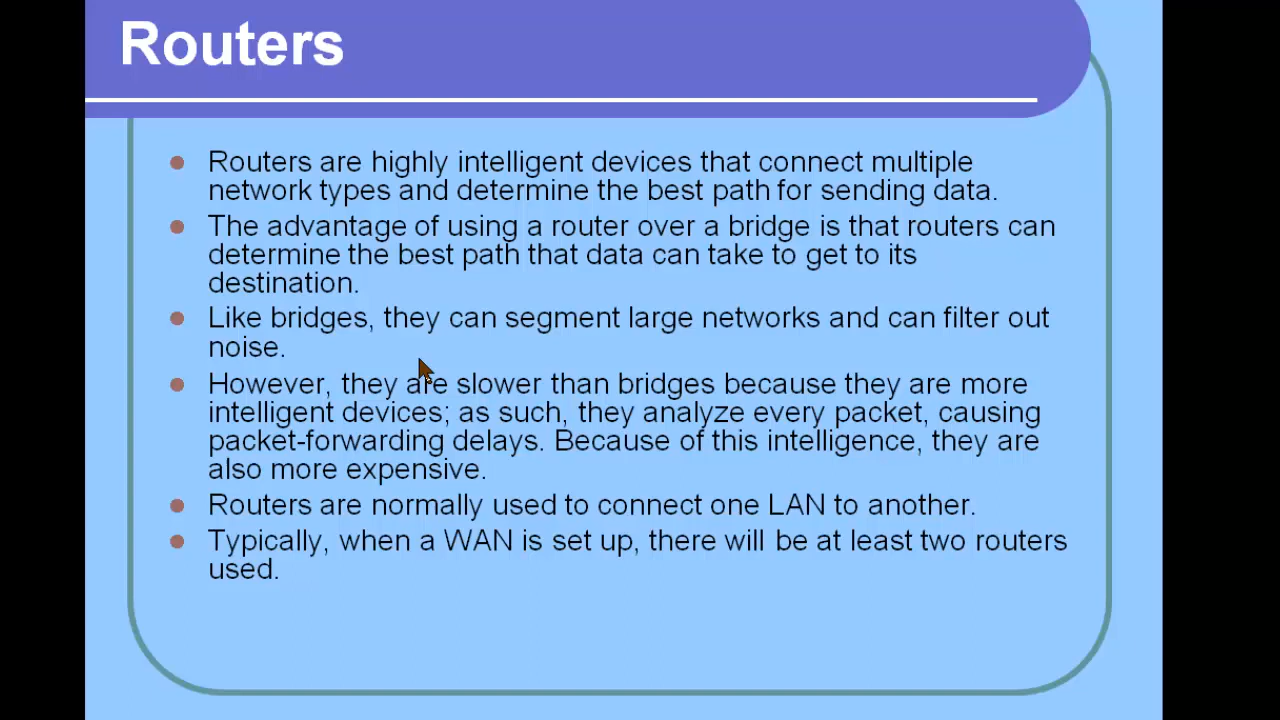 Routers
Routers are highly intelligent devices that connect multiple
network types and determine the best path for sending data.
The advantage of using a router over a bridge is that routers can
determine the best path that data can take to get to its
destination.
Like bridges, they can segment large networks and can filter out
noise.
However, they are slower than bridges because they are more
intelligent devices; as such, they analyze every packet, causing
packet-forwarding delays. Because of this intelligence, they are
also more expensive.
Routers are normally used to connect one LAN to another.
Typically, when a WAN is set up, there will be at least two routers
used.